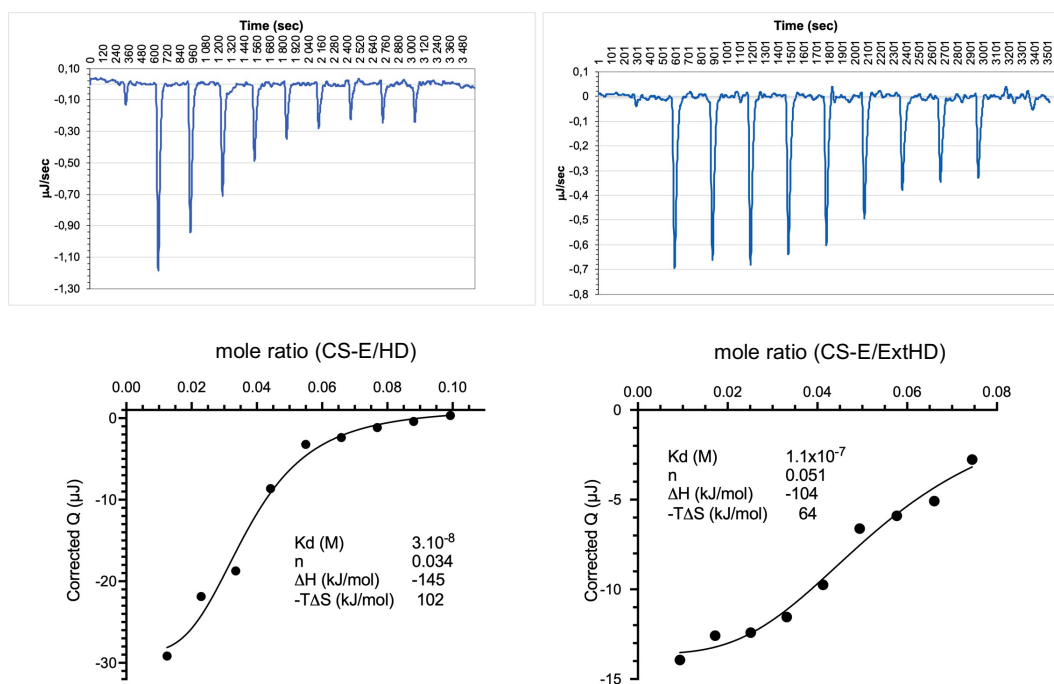 Time (sec)
0 120 240 360 480 600 720 840 960 1 080 1 200 1 320 1 440 1 560 1 680 1 800 1 920 2 040 2 160 2 280 2 400 2 520 2 640 2 760 2 880 3 000 3 120 3 240 3 360 3 480
0,10
-0,10
-0,30
-0,50
-0,70
-0,90
-1,10
-1,30
µJ/sec
Time (sec)
1 101 201 301 401 501 601 701 801 901 1001 1101 1201 1301 1401 1501 1601 1701 1801 1901 2001 2101 2201 2301 2401 2501 2601 2701 2801 2901 3001 3101 3201 3301 3401 3501
0,1
0
-0,1
-0,2
-0,3
-0,4
-0,5
-0,6
-0,7
-0,8
µJ/sec
mole ratio (CS-E/HD)
0.00 0.02 0.04 0.06 0.08 0.10
0
-10
-20
-30
Corrected Q (µJ)
Kd (M) 3.10-8
n 0.034
ΔH (kJ/mol) -145
-TΔS (kJ/mol) 102
mole ratio (CS-E/ExtHD)
0.00 0.02 0.04 0.06 0.08
0
-5
-10
-15
Corrected Q (µJ)
Kd (M) 1.1x10-7
n 0.051
ΔH (kJ/mol) -104
-TΔS (kJ/mol) 64